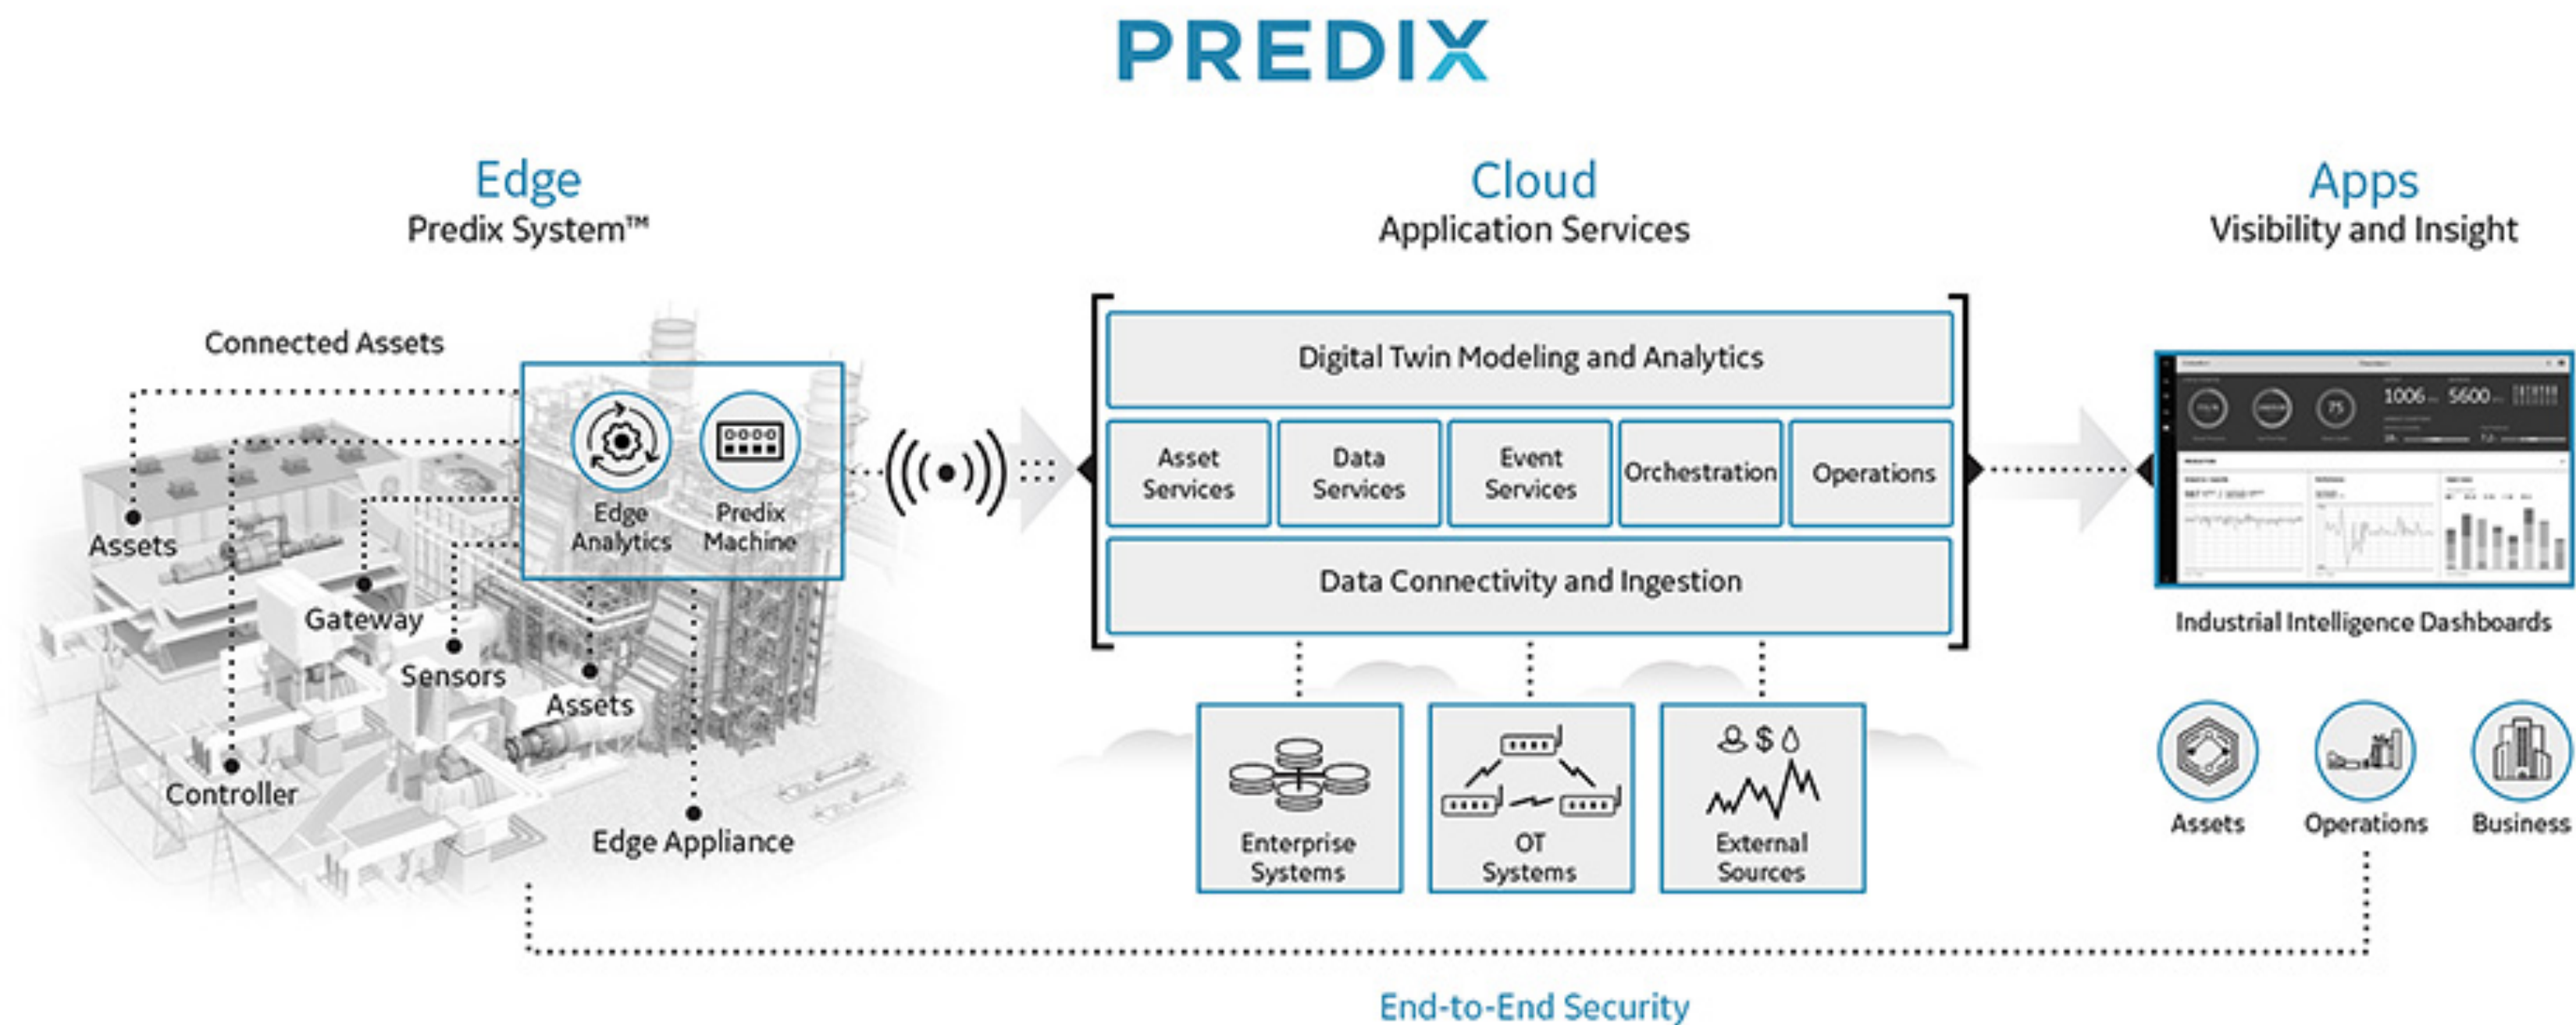 PREDIX
Edge
Predix System™
Cloud
Application Services
Apps
Visibility and Insight
Connected Assets
Edge
Analytics
Predix
Machine
Assets
Gateway
Sensors
Assets
Controller
Edge Appliance
Digital Twin Modeling and Analytics
Asset
Services
Data
Services
Event
Services
Orchestration
Operations
Data Connectivity and Ingestion
Enterprise
Systems
OT
Systems
External
Sources
$
75
1006
5600
Industrial Intelligence Dashboards
Assets
Operations
Business
End-to-End Security